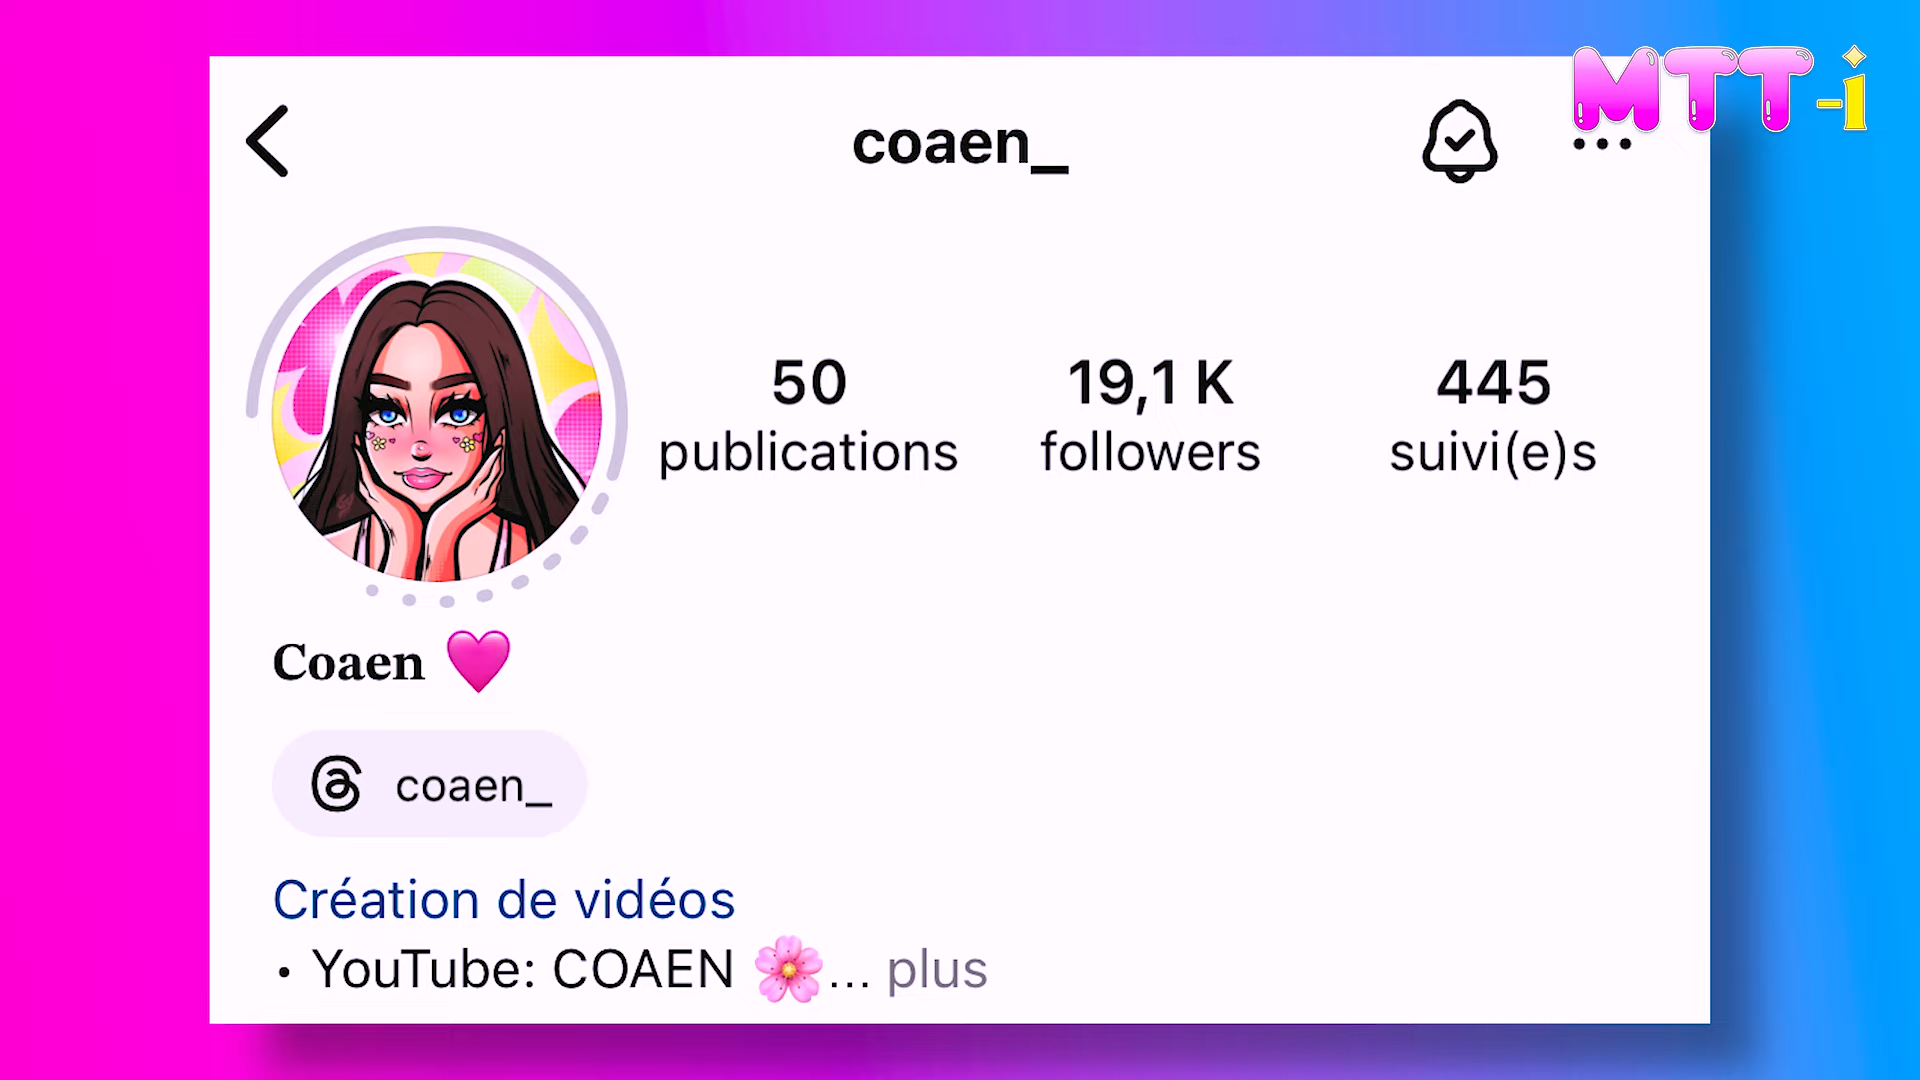 MTT-i
coaen_
50 19,1 K 445
publications followers suivi(e)s
Coaen 🩷
coaen_
Création de vidéos
• YouTube: COAEN 🌸... plus